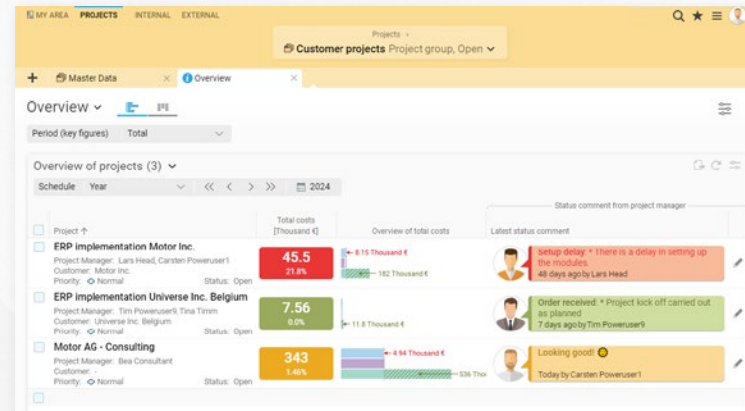 MY AREA PROJECTS INTERNAL EXTERNAL
Projects
Customer projects Project group, Open
Master Data
Overview
Overview
Period (key figures) Total
Overview of projects (3)
Schedule Year 2024
Status comment from project manager
Project Total costs [Thousand €] Overview of total costs Latest status comment
ERP implementation Motor Inc.
Project Manager: Lars Head, Carsten Poweruser1
Customer: Motor Inc.
Priority: Normal Status: Open
45.5
21.8%
8.15 Thousand €
182 Thousand €
Setup delay: * There is a delay in setting up
the modules.
48 days ago by Lars Head
ERP implementation Universe Inc. Belgium
Project Manager: Tim Poweruser9, Tina Timm
Customer: Universe Inc. Belgium
Priority: Normal Status: Open
7.56
0.0%
11.8 Thousand €
Order received: * Project kick off carried out
as planned
7 days ago by Tim Poweruser9
Motor AG - Consulting
Project Manager: Bea Consultant
Customer: -
Priority: Normal Status: Open
343
1.46%
4.94 Thousand €
536 Thou
Looking good!
Today by Carsten Poweruser1